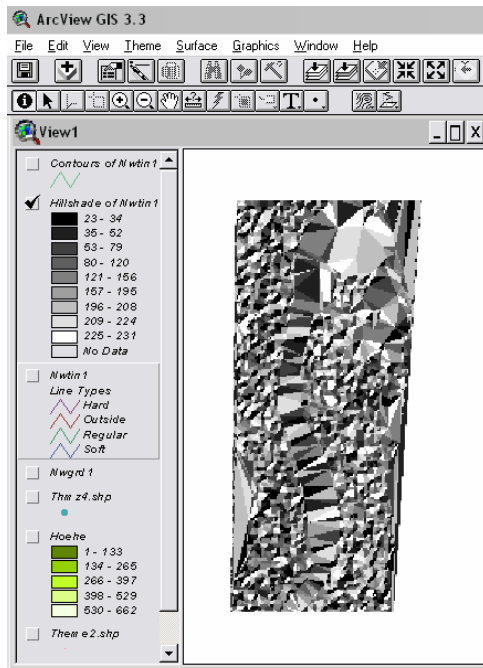 ArcView GIS 3.3
File Edit View Theme Surface Graphics Window Help
T.
View1
Contours of Nwtin1
Hillshade of Nwtin1
23 - 34
35 - 52
53 - 79
80 - 120
121 - 156
157 - 195
196 - 208
209 - 224
225 - 231
No Data
Nwtin1
Line Types
Hard
Outside
Regular
Soft
Nwgrd 1
Thm z4.shp
Hoehe
1 - 133
134 - 265
266 - 397
398 - 529
530 - 662
Them e2.shp